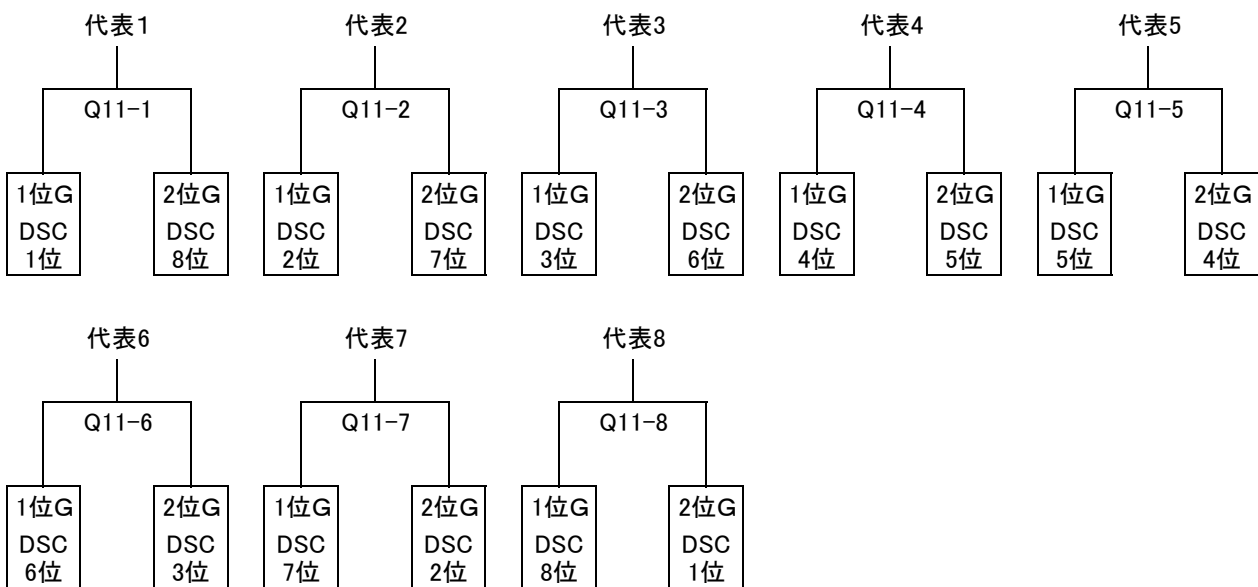 代表1 代表2 代表3 代表4 代表5
Q11-1 Q11-2 Q11-3 Q11-4 Q11-5
1位G 2位G 1位G 2位G 1位G 2位G 1位G 2位G 1位G 2位G
DSC DSC DSC DSC DSC DSC DSC DSC DSC DSC
1位 8位 2位 7位 3位 6位 4位 5位 5位 4位
代表6 代表7 代表8
Q11-6 Q11-7 Q11-8
1位G 2位G 1位G 2位G 1位G 2位G
DSC DSC DSC DSC DSC DSC
6位 3位 7位 2位 8位 1位